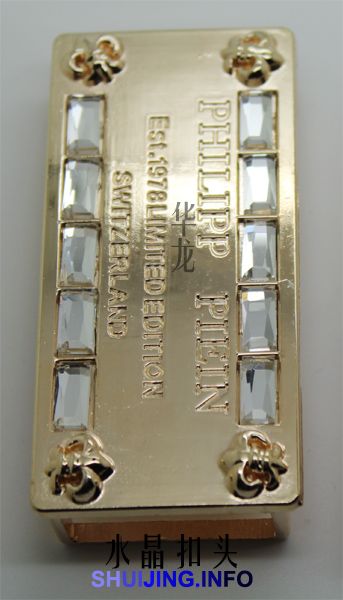 PHILIPP PLEIN
Est.1978 LIMITED EDITION
SWITZERLAND
华龙
水晶扣头
SHUIJING.INFO